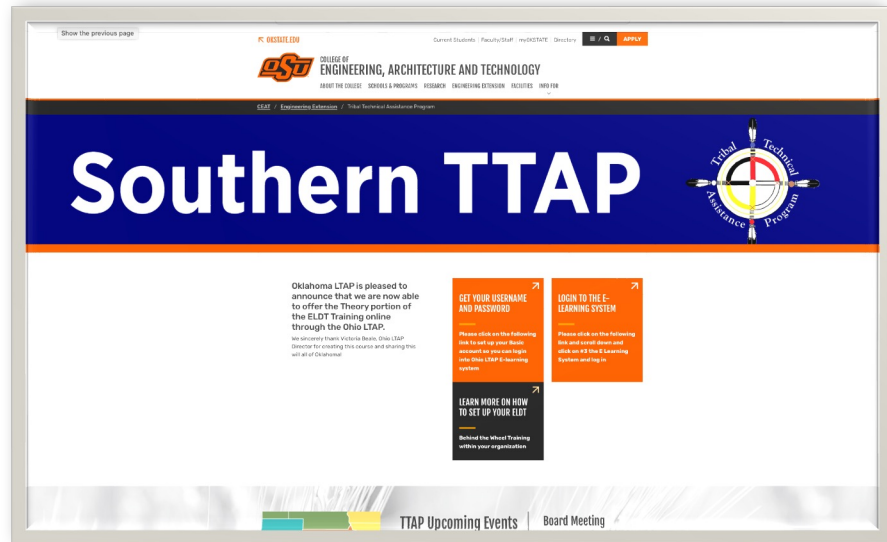 Show the previous page
OKSTATE.EDU
Current Students
Faculty/Staff
myOKSTATE
Directory
/
APPLY
OSU
COLLEGE OF
ENGINEERING, ARCHITECTURE AND TECHNOLOGY
ABOUT THE COLLEGE SCHOOLS & PROGRAMS RESEARCH ENGINEERING EXTENSION FACILITIES INFO FOR
CEAT / Engineering Extension / Tribal Technical Assistance Program
Southern TTAP
Tribal Technical
Assistance Program
Oklahoma LTAP is pleased to
announce that we are now able
to offer the Theory portion of
the ELDT Training online
through the Ohio LTAP.
We sincerely thank Victoria Beale, Ohio LTAP
Director for creating this course and sharing this
will all of Oklahoma!
GET YOUR USERNAME
AND PASSWORD
Please click on the following
link to set up your Basic
account so you can login
into Ohio LTAP E-learning
system
LOGIN TO THE E-
LEARNING SYSTEM
Please click on the following
link and scroll down and
click on #3 the E Learning
System and log in
LEARN MORE ON HOW
TO SET UP YOUR ELDT
Behind the Wheel Training
within your organization
TTAP Upcoming Events
Board Meeting